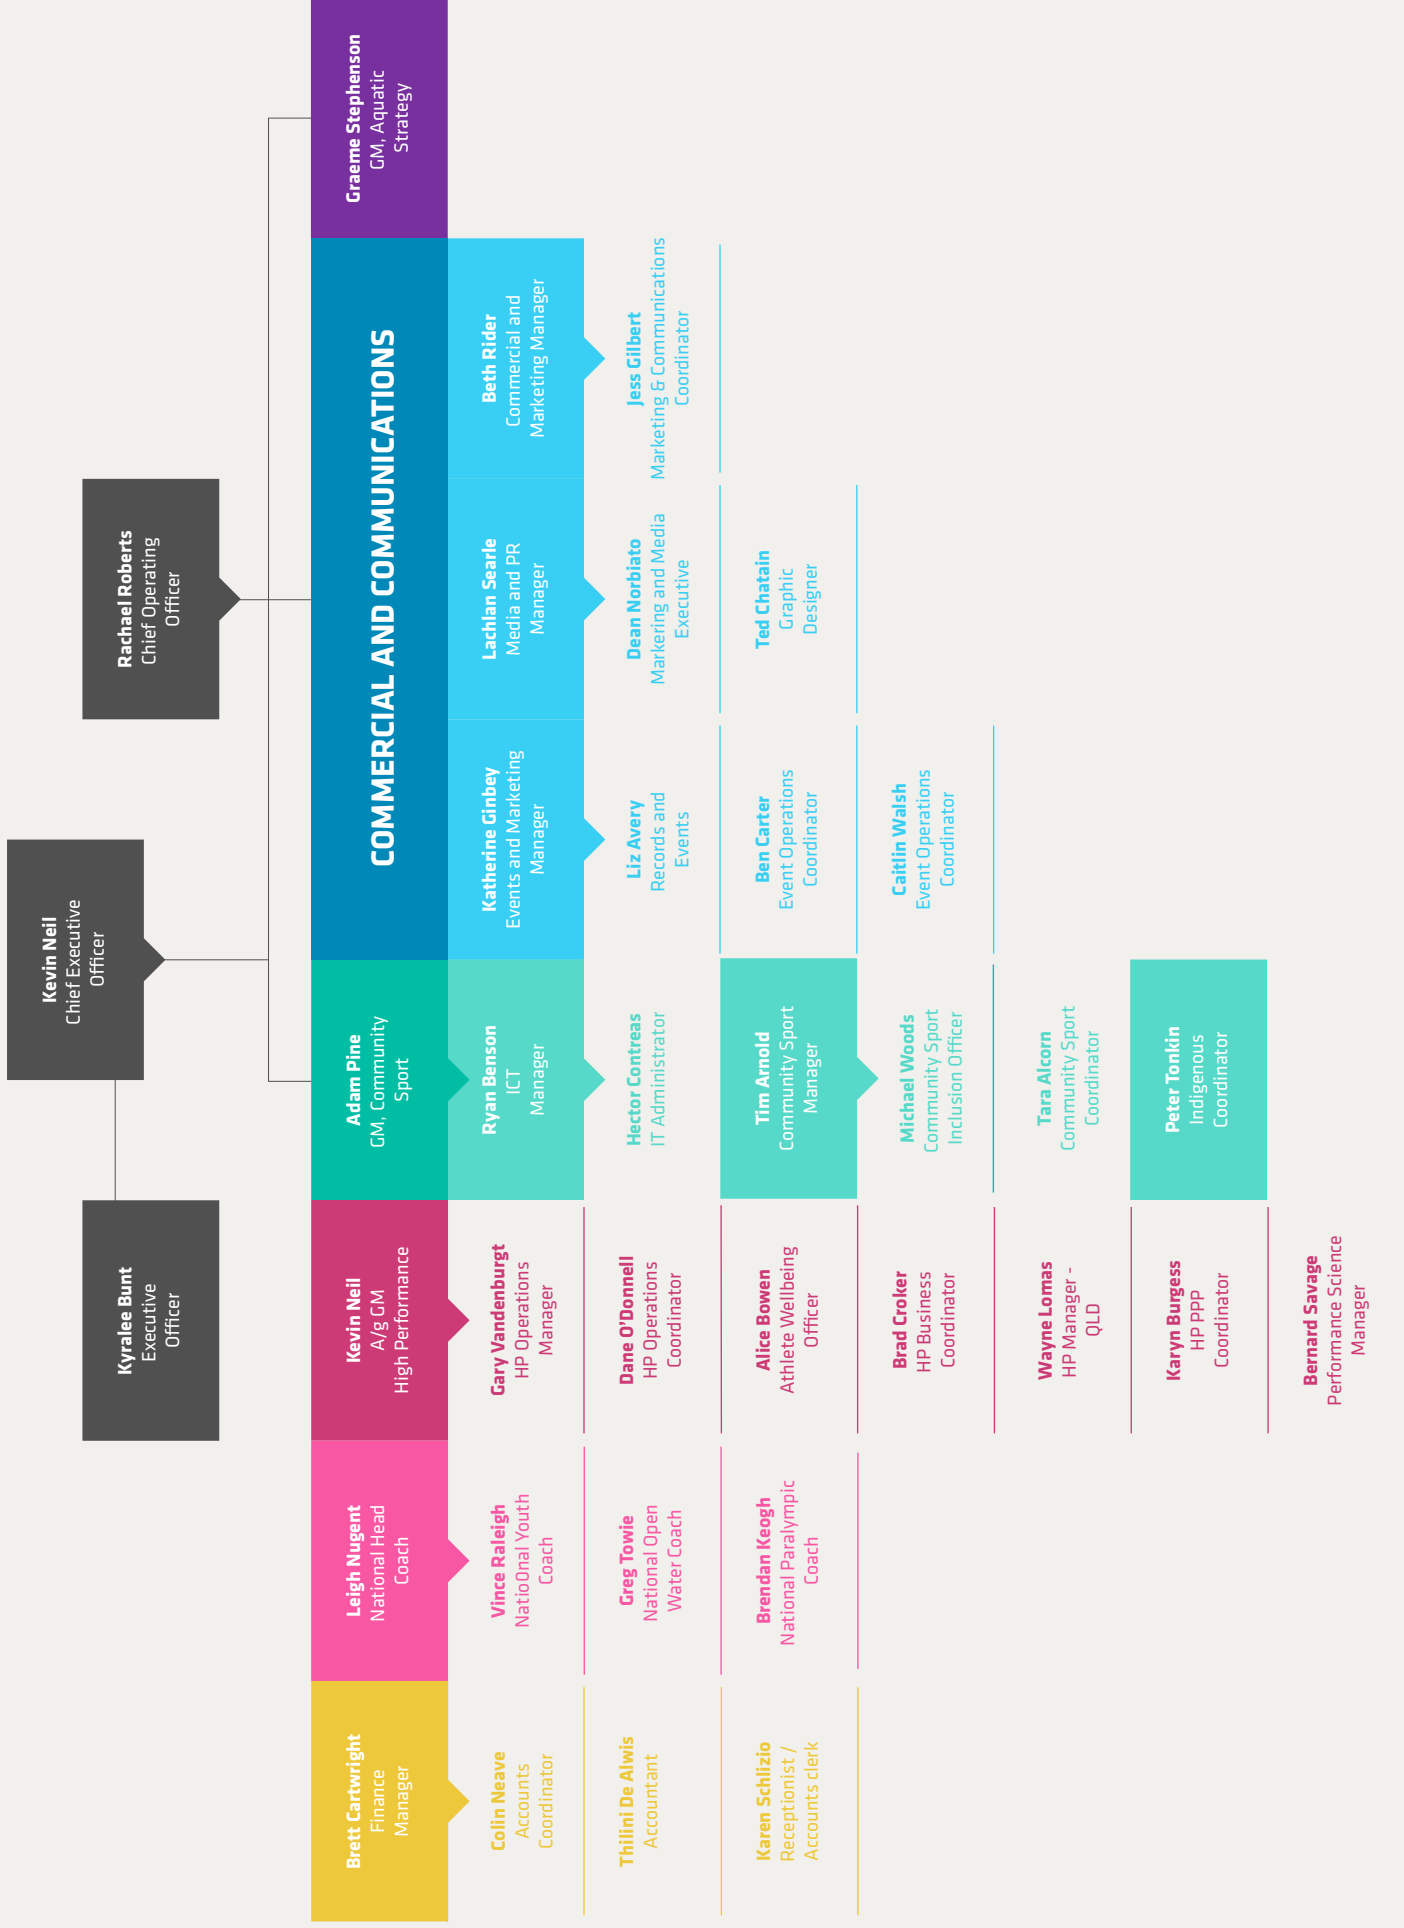 Kevin Neil
Chief Executive
Officer
Kyralee Bunt
Executive
Officer
Rachael Roberts
Chief Operating
Officer
Brett Cartwright
Finance
Manager
Colin Neave
Accounts
Coordinator
Thilini De Alwis
Accountant
Karen Schlizio
Receptionist /
Accounts clerk
Leigh Nugent
National Head
Coach
Vince Raleigh
Natio0nal Youth
Coach
Greg Towie
National Open
Water Coach
Brendan Keogh
National Paralympic
Coach
Kevin Neil
A/g GM
High Performance
Gary Vandenburgt
HP Operations
Manager
Dane O'Donnell
HP Operations
Coordinator
Alice Bowen
Athlete Wellbeing
Officer
Brad Croker
HP Business
Coordinator
Wayne Lomas
HP Manager -
QLD
Karyn Burgess
HP PPP
Coordinator
Bernard Savage
Performance Science
Manager
Adam Pine
GM, Community
Sport
Ryan Benson
ICT
Manager
Hector Contreas
IT Administrator
Tim Arnold
Community Sport
Manager
Michael Woods
Community Sport
Inclusion Officer
Tara Alcorn
Community Sport
Coordinator
Peter Tonkin
Indigenous
Coordinator
COMMERCIAL AND COMMUNICATIONS
Katherine Ginbey
Events and Marketing
Manager
Liz Avery
Records and
Events
Ben Carter
Event Operations
Coordinator
Caitlin Walsh
Event Operations
Coordinator
Lachlan Searle
Media and PR
Manager
Dean Norbiato
Markering and Media
Executive
Ted Chatain
Graphic
Designer
Beth Rider
Commercial and
Marketing Manager
Jess Gilbert
Marketing & Communications
Coordinator
Graeme Stephenson
GM, Aquatic
Strategy